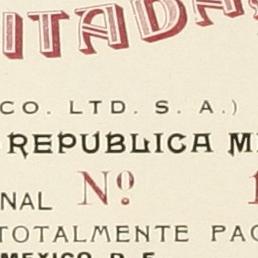 ITADA
CO. LTD. S. A.)
REPUBLICA M
NAL Nº 1
TOTALMENTE PAG
MEXICO, D. F.